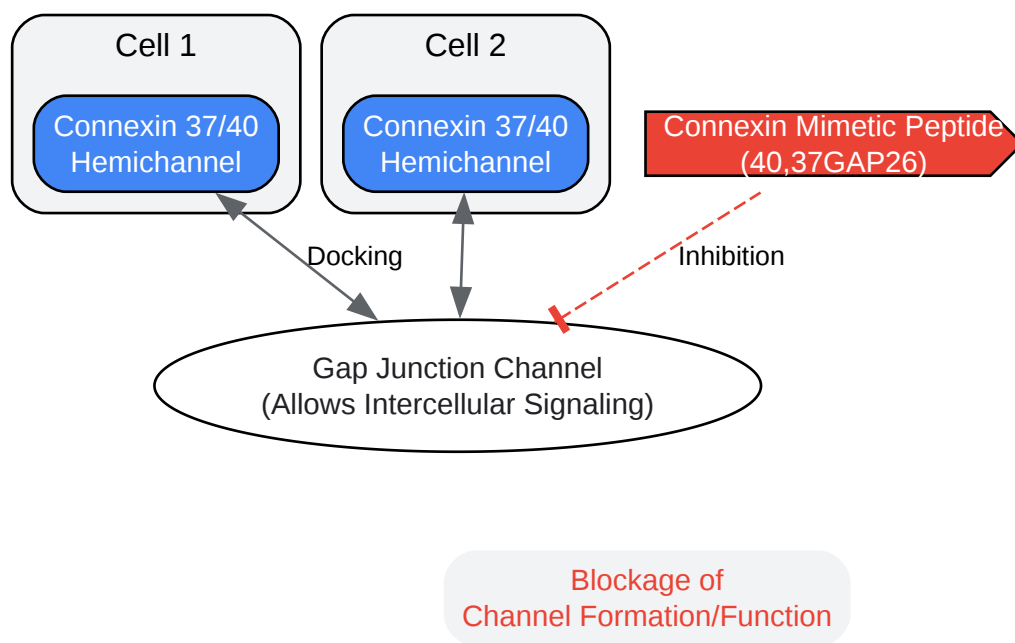 Cell 1
Connexin 37/40
Hemichannel
Cell 2
Connexin 37/40
Hemichannel
Connexin Mimetic Peptide
(40,37GAP26)
Docking
Inhibition
Gap Junction Channel
(Allows Intercellular Signaling)
Blockage of
Channel Formation/Function